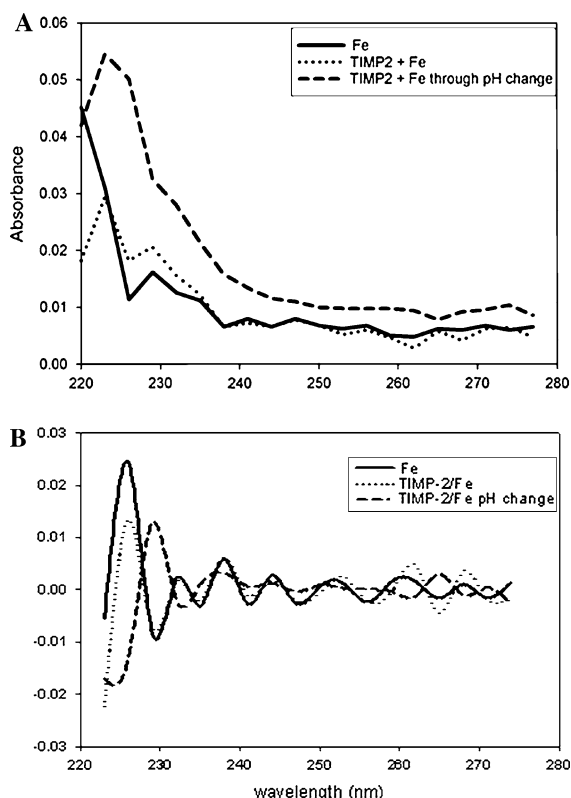 A
0.06
0.05
0.04
0.03
0.02
0.01
0.00
Absorbance
Fe
TIMP2 + Fe
TIMP2 + Fe through pH change
220 230 240 250 260 270 280
B
0.03
0.02
0.01
0.00
-0.01
-0.02
-0.03
Fe
TIMP-2/Fe
TIMP-2/Fe pH change
220 230 240 250 260 270 280
wavelength (nm)